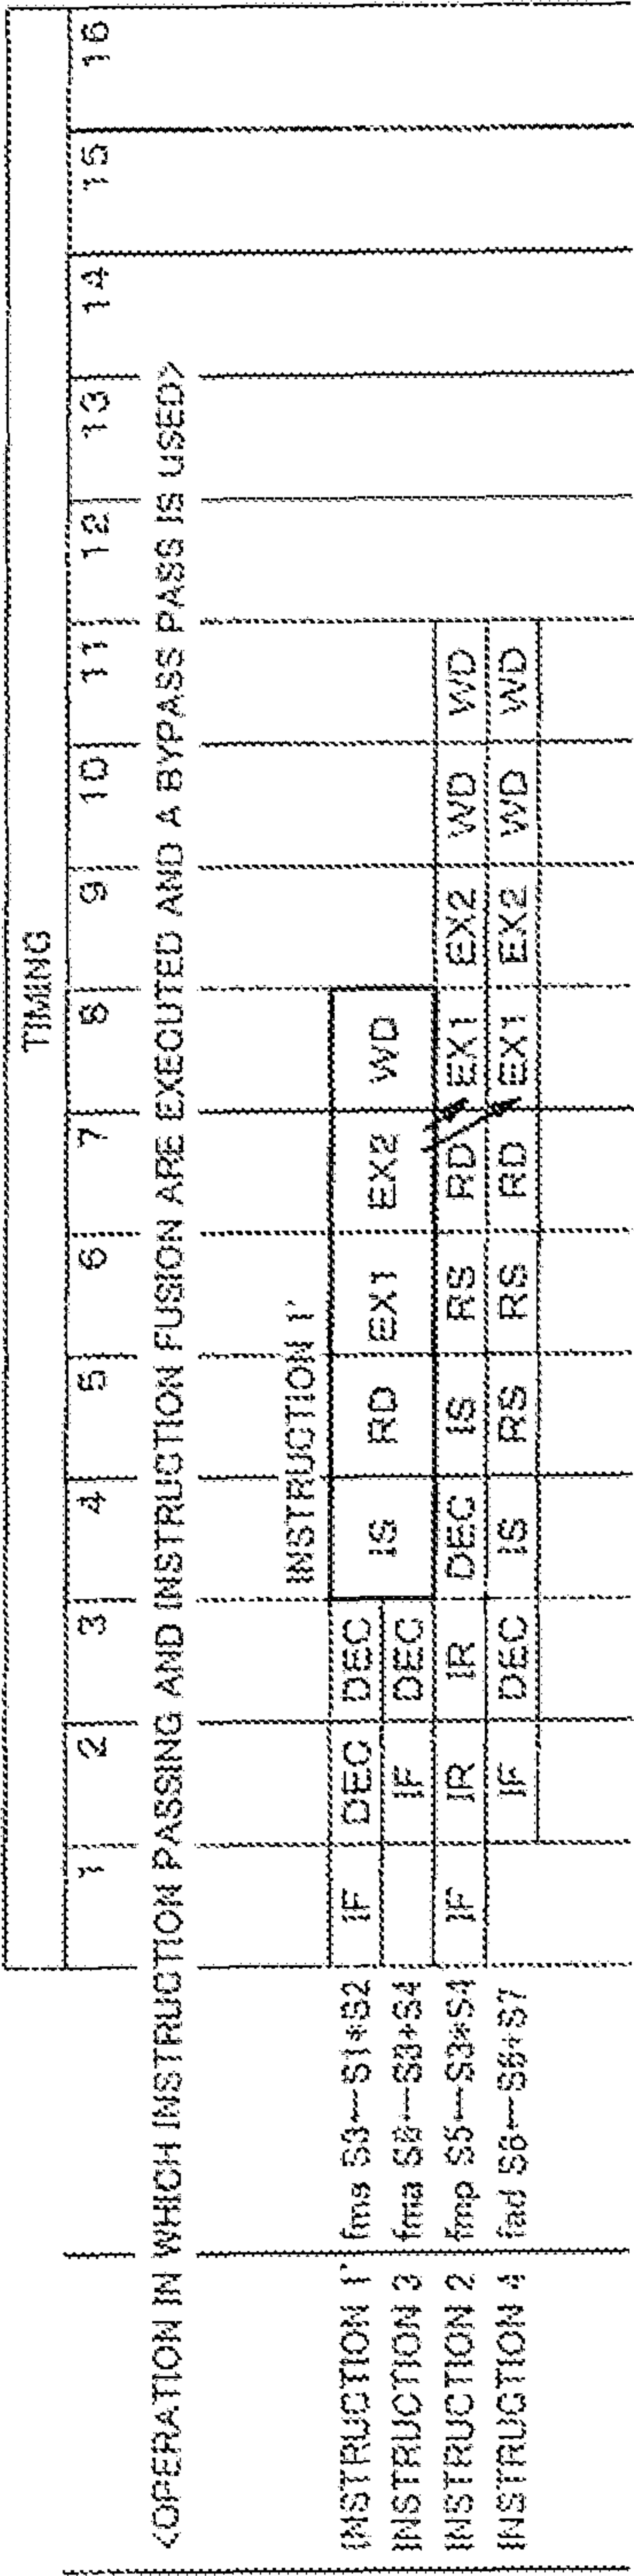 TIMING
1 2 3 4 5 6 7 8 9 10 11 12 13 14 15 16
<OPERATION IN WHICH INSTRUCTION PASSING AND INSTRUCTION FUSION ARE EXECUTED AND A BYPASS PASS IS USED>
INSTRUCTION 1'
INSTRUCTION 1' fms S3←S1*S2 IF DEC DEC
INSTRUCTION 3 fma S6←S3+S4 IF DEC
IS RD EX1 EX2 WD
INSTRUCTION 2 fmp S5←S3*S4 IF IR IR DEC IS RS RD EX1 EX2 WD WD
INSTRUCTION 4 fad S8←S6+S7 IF DEC IS RS RS RD EX1 EX2 WD WD